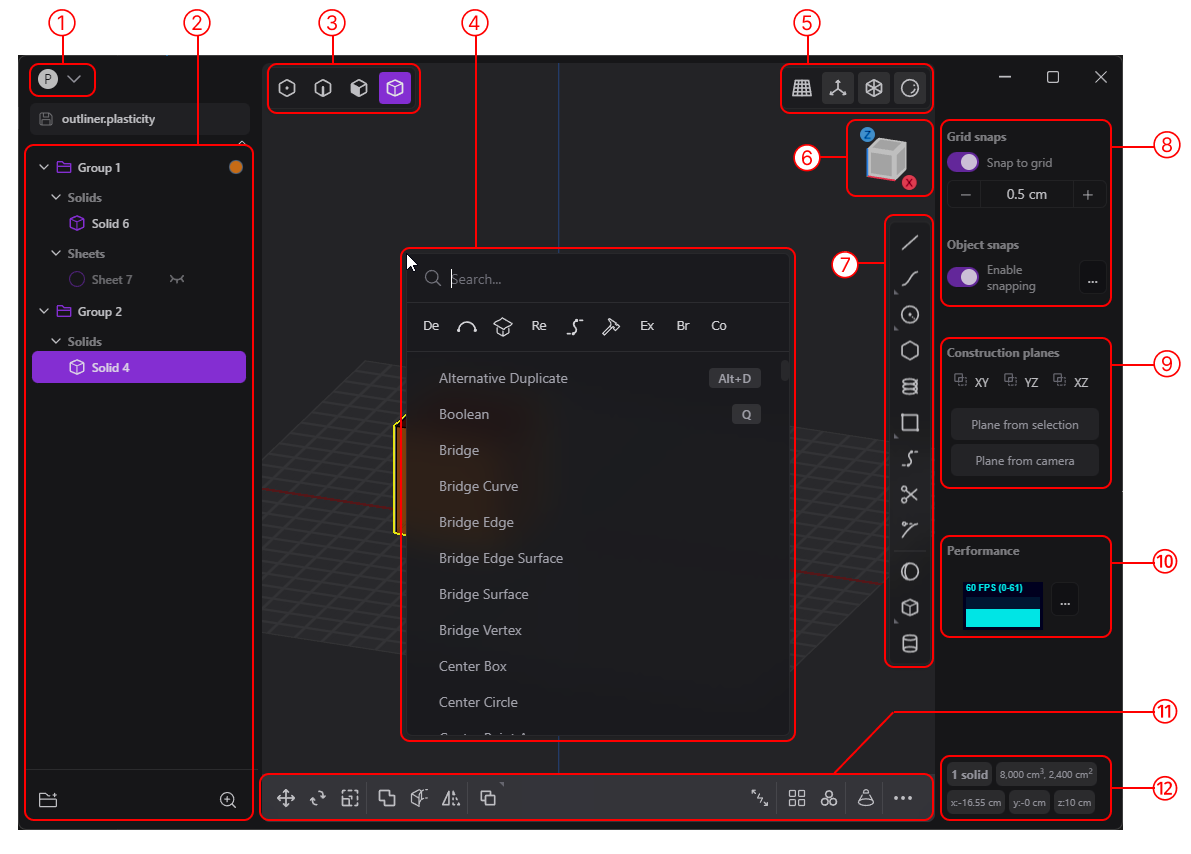 1
2
3
4
5
P
outliner.plasticity
Group 1
Solids
Solid 6
Sheets
Sheet 7
Group 2
Solids
Solid 4
Search...
De
Re
Ex
Br
Co
Alternative Duplicate
Alt+D
Boolean
Q
Bridge
Bridge Curve
Bridge Edge
Bridge Edge Surface
Bridge Surface
Bridge Vertex
Center Box
Center Circle
Z
X
6
7
Grid snaps
Snap to grid
0.5 cm
Object snaps
Enable
snapping
...
8
Construction planes
XY YZ XZ
Plane from selection
Plane from camera
9
Performance
60 FPS (0-61)
...
10
11
1 solid
8,000 cm³, 2,400 cm²
x:-16.55 cm
y:-0 cm
z:10 cm
12